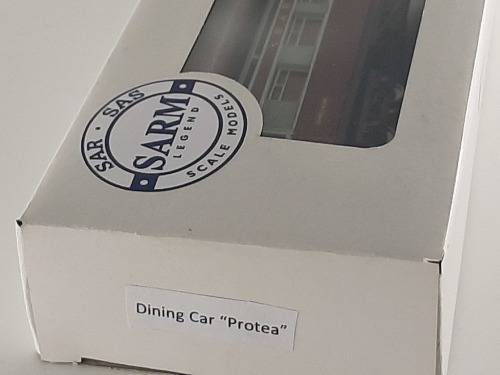 SAR • SAS
SARM
LEGEND
SCALE MODELS
Dining Car “Protea”